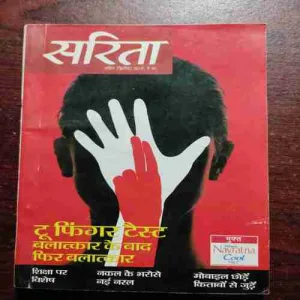 सरिता
टू फिंगर टेस्ट
बलात्कार के बाद
फिर बलात्कार
मुफ्त
Navratna
Cool
शिक्षा पर
विशेष
नकल के भरोसे
नई नस्ल
मोबाइल छोड़ें
किताबों से जुड़ें